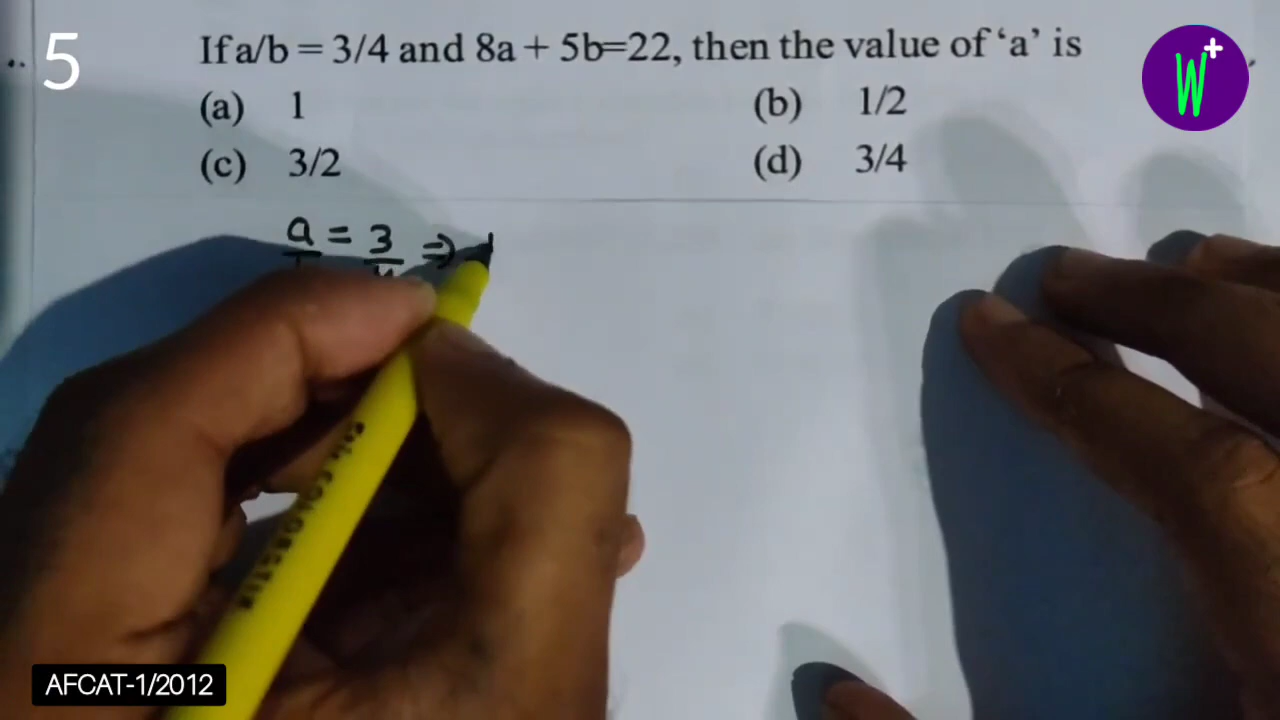 5 If a/b = 3/4 and 8a + 5b=22, then the value of ‘a’ is
(a) 1 (b) 1/2
(c) 3/2 (d) 3/4
a = 3 ⇒
AFCAT-1/2012
W+